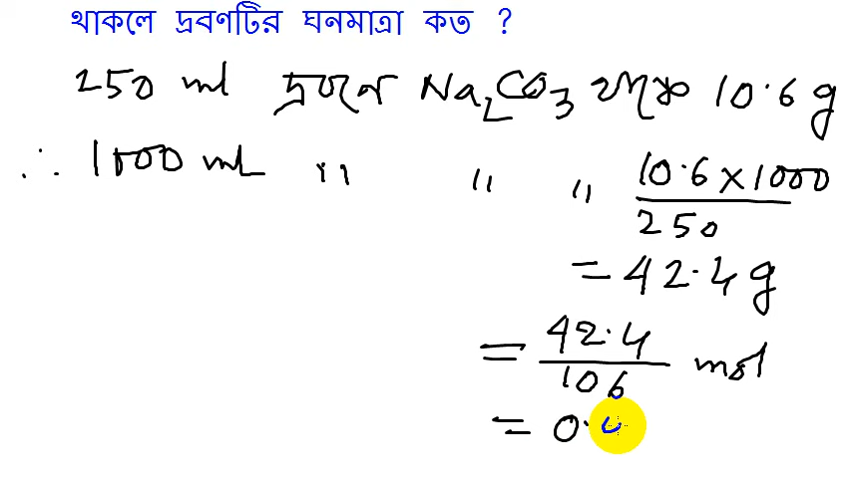 থাকলে দ্রবণটির ঘনমাত্রা কত ?
250 ml দ্রবণে Na₂CO₃ আছে 10.6 g
∴ 1000 mL " " " 10.6 × 1000 / 250
= 42.4 g
= 42.4 / 106 mol
= 0.